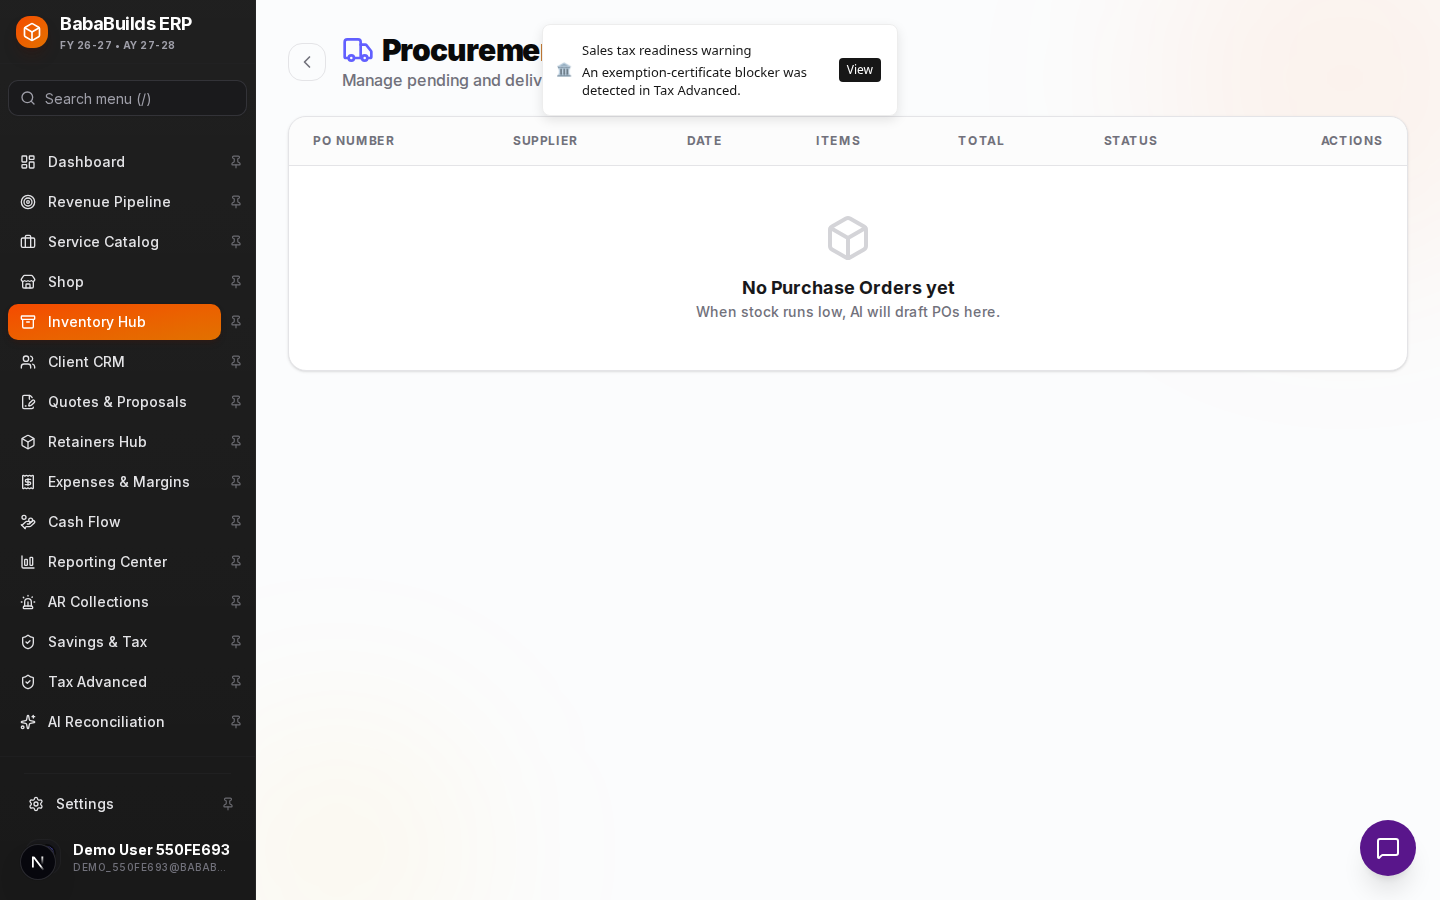 BabaBuilds ERP
FY 26-27 • AY 27-28
Search menu (/)
Dashboard
Revenue Pipeline
Service Catalog
Shop
Inventory Hub
Client CRM
Quotes & Proposals
Retainers Hub
Expenses & Margins
Cash Flow
Reporting Center
AR Collections
Savings & Tax
Tax Advanced
AI Reconciliation
Settings
Demo User 550FE693
DEMO_550FE693@BABAB...
Manage pending and
Sales tax readiness warning
An exemption-certificate blocker was
detected in Tax Advanced.
View
PO NUMBER SUPPLIER DATE ITEMS TOTAL STATUS ACTIONS
No Purchase Orders yet
When stock runs low, AI will draft POs here.